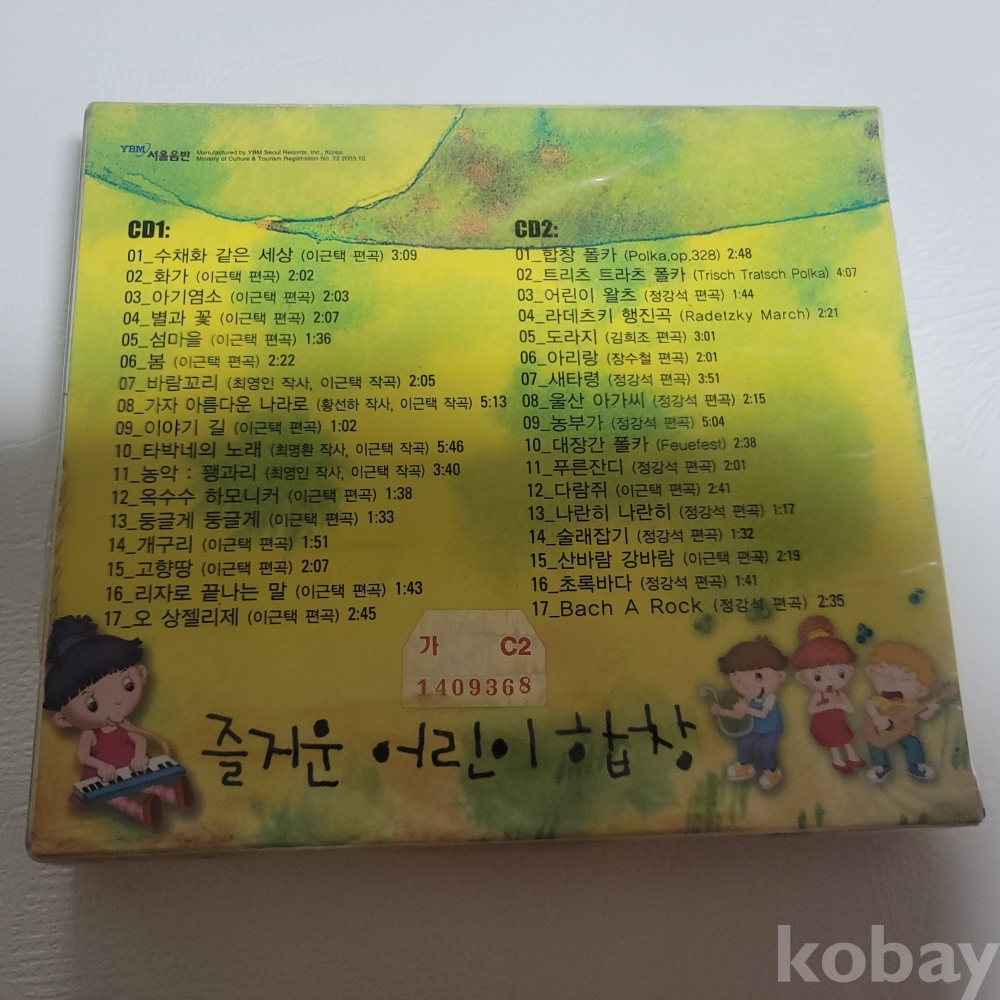 YBM 서울음반
Manufactured by YBM Seoul Records, Inc., Korea.
Ministry of Culture & Tourism Registration No. 22 2003.10
CD1:
01_수채화 같은 세상 (이근택 편곡) 3:09
02_화가 (이근택 편곡) 2:02
03_아기염소 (이근택 편곡) 2:03
04_별과 꽃 (이근택 편곡) 2:07
05_섬마을 (이근택 편곡) 1:36
06_봄 (이근택 편곡) 2:22
07_바람꼬리 (최영인 작사, 이근택 작곡) 2:05
08_가자 아름다운 나라로 (황선하 작사, 이근택 작곡) 5:13
09_이야기 길 (이근택 편곡) 1:02
10_타박네의 노래 (최명환 작사, 이근택 작곡) 5:46
11_농악 : 꽹과리 (최영인 작사, 이근택 작곡) 3:40
12_옥수수 하모니커 (이근택 편곡) 1:38
13_둥글게 둥글게 (이근택 편곡) 1:33
14_개구리 (이근택 편곡) 1:51
15_고향땅 (이근택 편곡) 2:07
16_리자로 끝나는 말 (이근택 편곡) 1:43
17_오 샹젤리제 (이근택 편곡) 2:45
CD2:
01_합창 폴카 (Polka,op.328) 2:48
02_트리츠 트라츠 폴카 (Trisch Tratsch Polka) 4:07
03_어린이 왈츠 (정강석 편곡) 1:44
04_라데츠키 행진곡 (Radetzky March) 2:21
05_도라지 (김희조 편곡) 3:01
06_아리랑 (장수철 편곡) 2:01
07_새타령 (정강석 편곡) 3:51
08_울산 아가씨 (정강석 편곡) 2:15
09_농부가 (정강석 편곡) 5:04
10_대장간 폴카 (Feuefest) 2:38
11_푸른잔디 (정강석 편곡) 2:01
12_다람쥐 (이근택 편곡) 2:41
13_나란히 나란히 (정강석 편곡) 1:17
14_술래잡기 (정강석 편곡) 1:32
15_산바람 강바람 (이근택 편곡) 2:19
16_초록바다 (정강석 편곡) 1:41
17_Bach A Rock (정강석 편곡) 2:35
가 C2
1409368
즐거운 어린이 합창
kobay